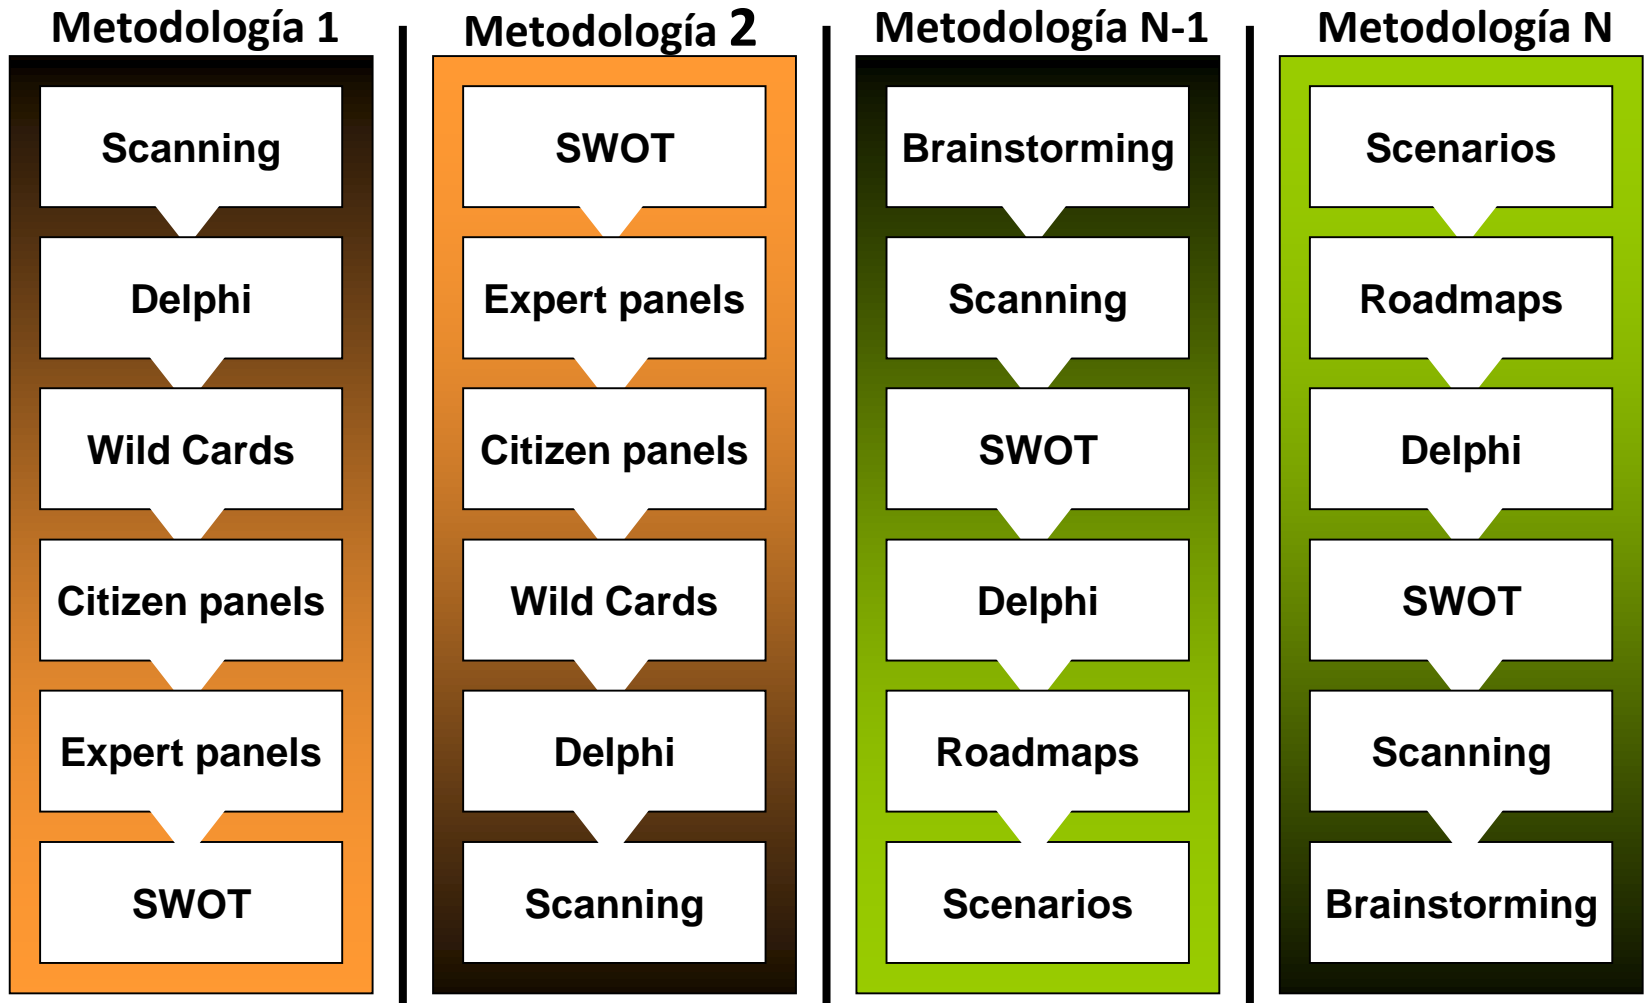 Metodología 1
Scanning
Delphi
Wild Cards
Citizen panels
Expert panels
SWOT
Metodología 2
SWOT
Expert panels
Citizen panels
Wild Cards
Delphi
Scanning
Metodología N-1
Brainstorming
Scanning
SWOT
Delphi
Roadmaps
Scenarios
Metodología N
Scenarios
Roadmaps
Delphi
SWOT
Scanning
Brainstorming